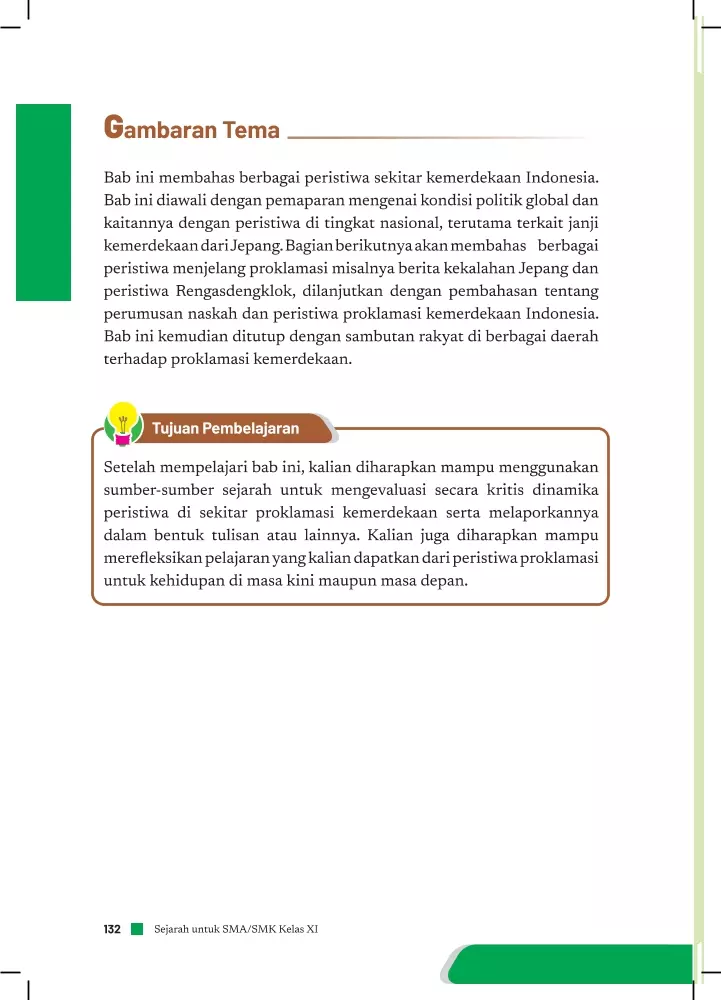 Gambaran Tema
Bab ini membahas berbagai peristiwa sekitar kemerdekaan Indonesia.
Bab ini diawali dengan pemaparan mengenai kondisi politik global dan
kaitannya dengan peristiwa di tingkat nasional, terutama terkait janji
kemerdekaan dari Jepang. Bagian berikutnya akan membahas berbagai
peristiwa menjelang proklamasi misalnya berita kekalahan Jepang dan
peristiwa Rengasdengklok, dilanjutkan dengan pembahasan tentang
perumusan naskah dan peristiwa proklamasi kemerdekaan Indonesia.
Bab ini kemudian ditutup dengan sambutan rakyat di berbagai daerah
terhadap proklamasi kemerdekaan.
Tujuan Pembelajaran
Setelah mempelajari bab ini, kalian diharapkan mampu menggunakan
sumber-sumber sejarah untuk mengevaluasi secara kritis dinamika
peristiwa di sekitar proklamasi kemerdekaan serta melaporkannya
dalam bentuk tulisan atau lainnya. Kalian juga diharapkan mampu
merefleksikan pelajaran yang kalian dapatkan dari peristiwa proklamasi
untuk kehidupan di masa kini maupun masa depan.
132 Sejarah untuk SMA/SMK Kelas XI